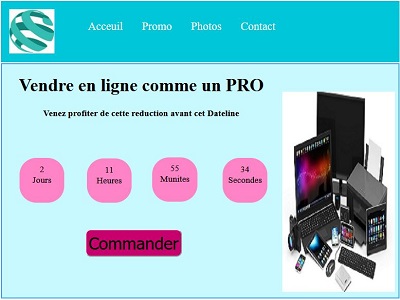 Acceuil Promo Photos Contact
Vendre en ligne comme un PRO
Venez profiter de cette reduction avant cet Dateline
2 11 55 34
Jours Heures Munites Secondes
Commander